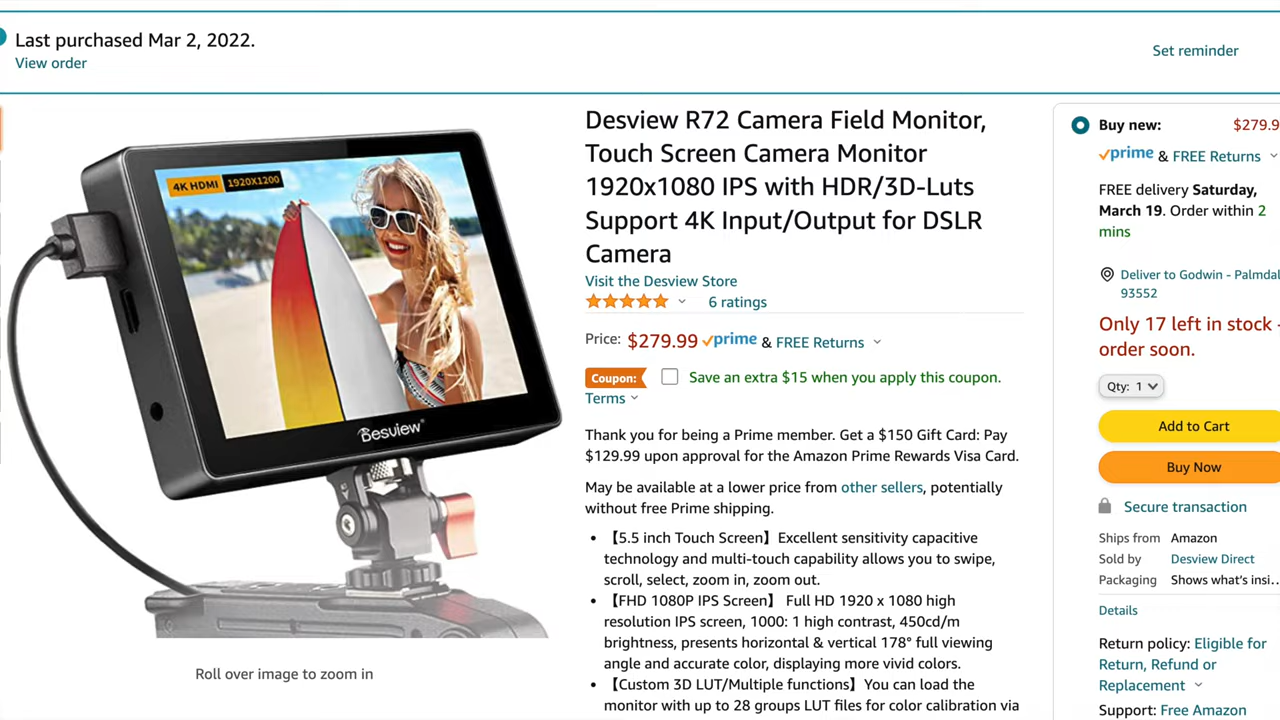 Last purchased Mar 2, 2022.
View order
Set reminder
4K HDMI 1920X1200
Desview®
Roll over image to zoom in
Desview R72 Camera Field Monitor,
Touch Screen Camera Monitor
1920x1080 IPS with HDR/3D-Luts
Support 4K Input/Output for DSLR
Camera
Visit the Desview Store
6 ratings
Price: $279.99 prime & FREE Returns
Coupon: Save an extra $15 when you apply this coupon.
Terms
Thank you for being a Prime member. Get a $150 Gift Card: Pay
$129.99 upon approval for the Amazon Prime Rewards Visa Card.
May be available at a lower price from other sellers, potentially
without free Prime shipping.
• 【5.5 inch Touch Screen】Excellent sensitivity capacitive
technology and multi-touch capability allows you to swipe,
scroll, select, zoom in, zoom out.
• 【FHD 1080P IPS Screen】 Full HD 1920 x 1080 high
resolution IPS screen, 1000: 1 high contrast, 450cd/m
brightness, presents horizontal & vertical 178° full viewing
angle and accurate color, displaying more vivid colors.
• 【Custom 3D LUT/Multiple functions】You can load the
monitor with up to 28 groups LUT files for color calibration via
Buy new: $279.9
prime & FREE Returns
FREE delivery Saturday,
March 19. Order within 2
mins
Deliver to Godwin - Palmdal
93552
Only 17 left in stock -
order soon.
Qty: 1
Add to Cart
Buy Now
Secure transaction
Ships from Amazon
Sold by Desview Direct
Packaging Shows what's insi...
Details
Return policy: Eligible for
Return, Refund or
Replacement
Support: Free Amazon